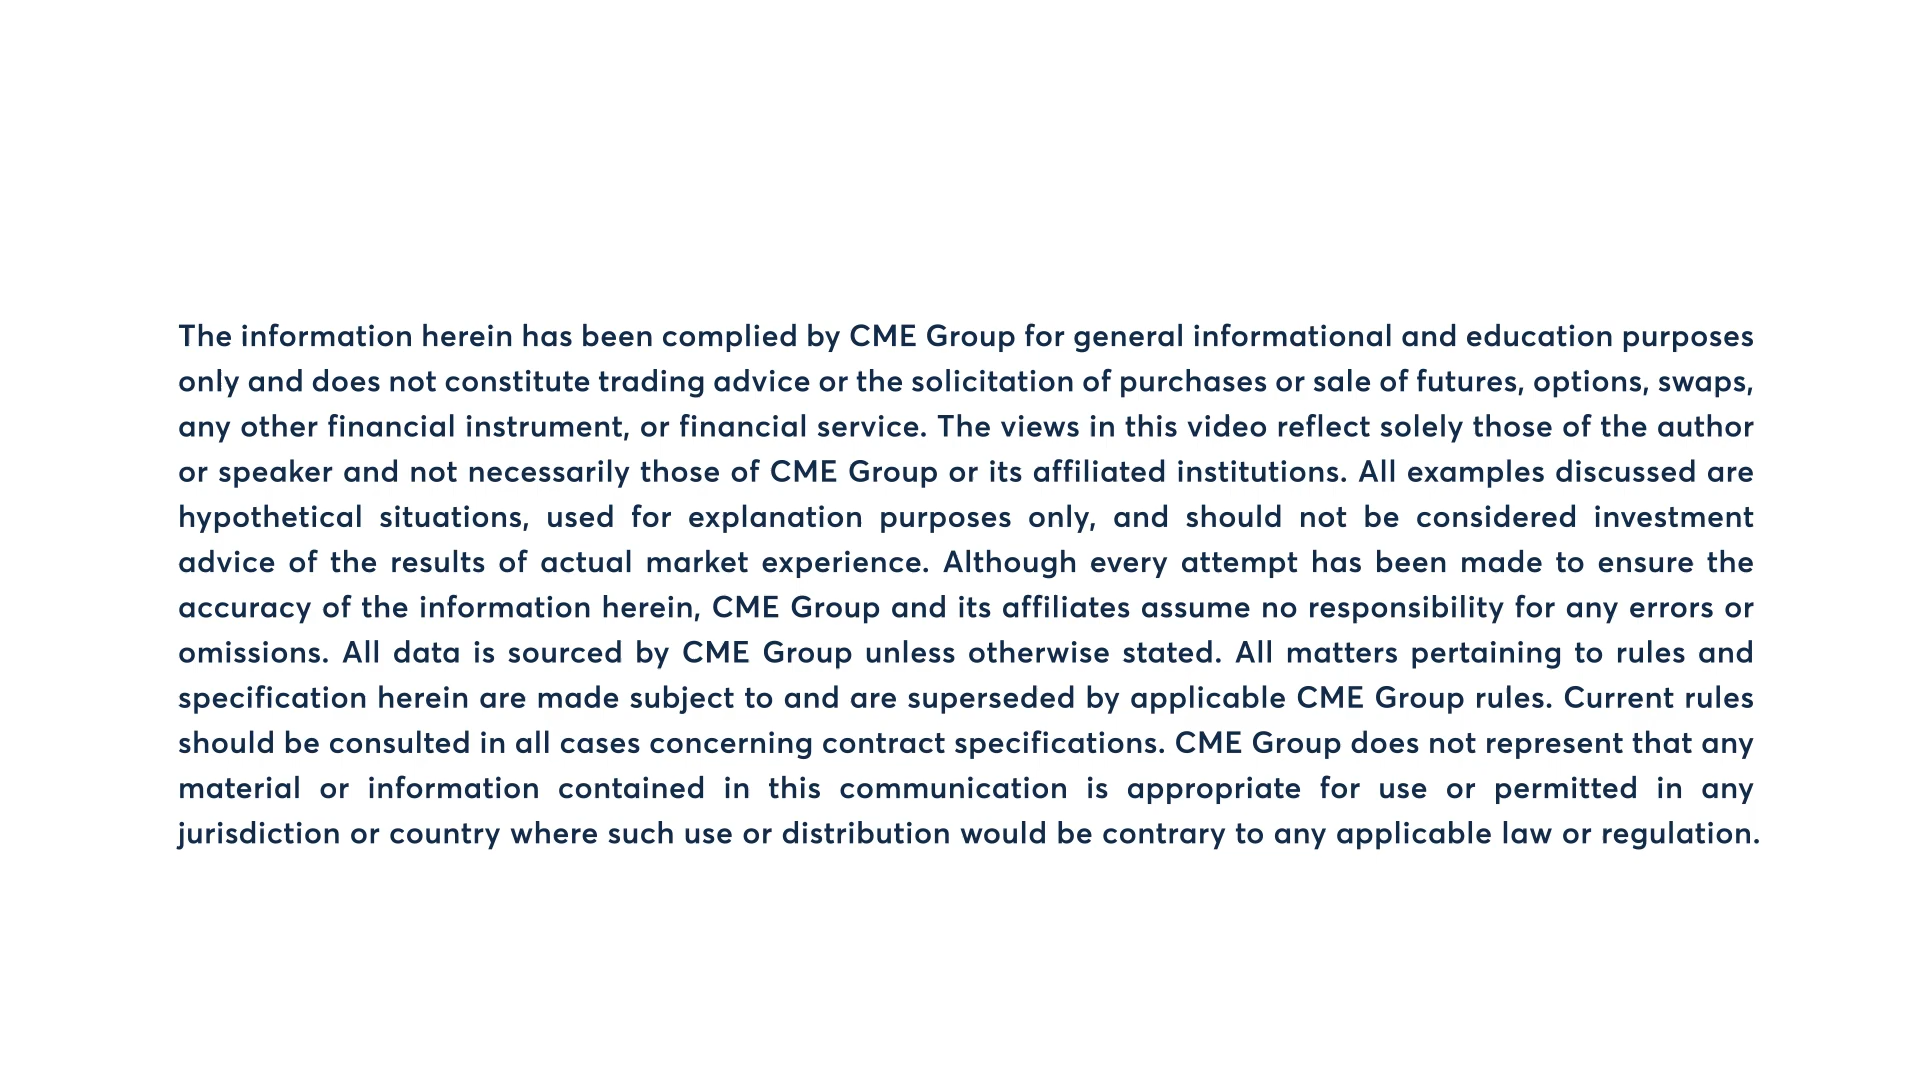 The information herein has been complied by CME Group for general informational and education purposes
only and does not constitute trading advice or the solicitation of purchases or sale of futures, options, swaps,
any other financial instrument, or financial service. The views in this video reflect solely those of the author
or speaker and not necessarily those of CME Group or its affiliated institutions. All examples discussed are
hypothetical situations, used for explanation purposes only, and should not be considered investment
advice of the results of actual market experience. Although every attempt has been made to ensure the
accuracy of the information herein, CME Group and its affiliates assume no responsibility for any errors or
omissions. All data is sourced by CME Group unless otherwise stated. All matters pertaining to rules and
specification herein are made subject to and are superseded by applicable CME Group rules. Current rules
should be consulted in all cases concerning contract specifications. CME Group does not represent that any
material or information contained in this communication is appropriate for use or permitted in any
jurisdiction or country where such use or distribution would be contrary to any applicable law or regulation.